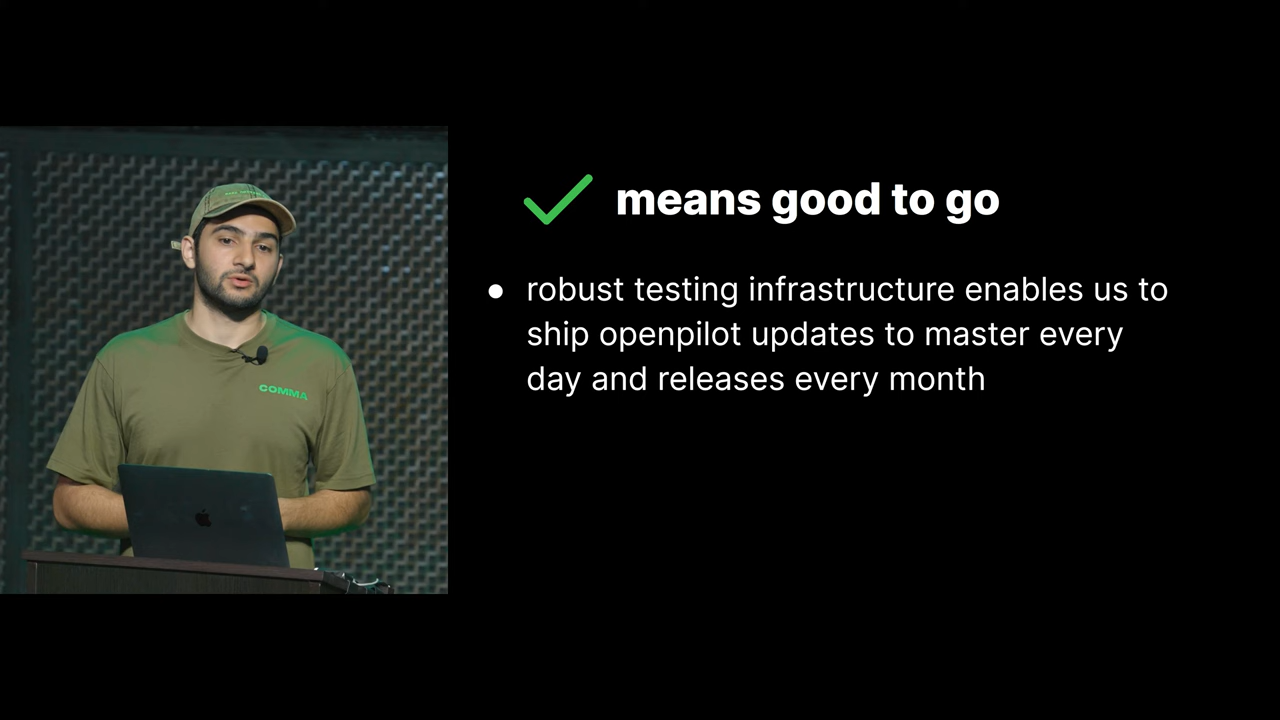 COMMA
means good to go
robust testing infrastructure enables us to
ship openpilot updates to master every
day and releases every month